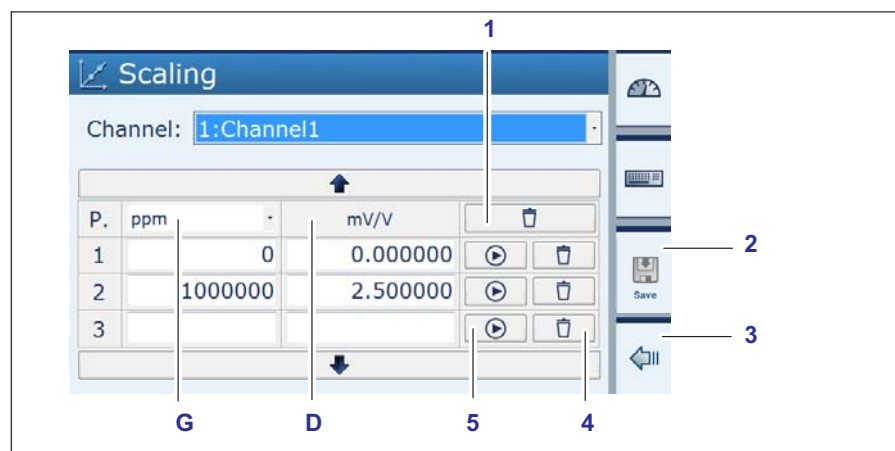 1
Scaling
Channel: 1:Channel1
P. ppm mV/V
1 0 0.000000
2 1000000 2.500000
2
Save
3
3
G D 5 4